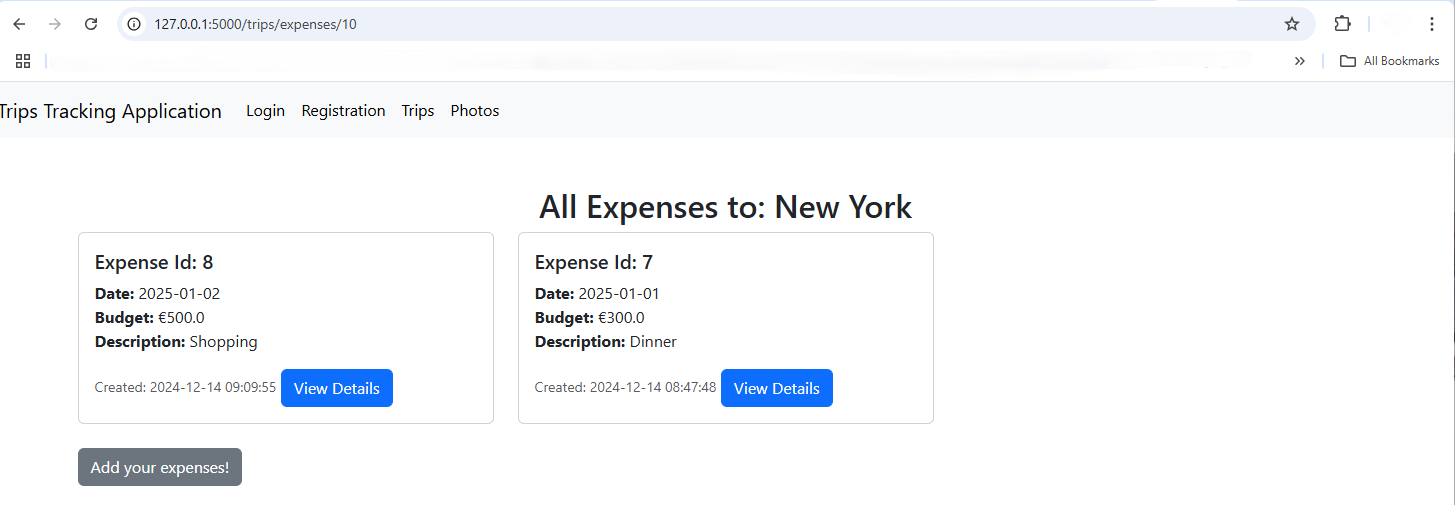 127.0.0.1:5000/trips/expenses/10
All Bookmarks
Trips Tracking Application Login Registration Trips Photos
All Expenses to: New York
Expense Id: 8
Date: 2025-01-02
Budget: €500.0
Description: Shopping
Created: 2024-12-14 09:09:55 View Details
Expense Id: 7
Date: 2025-01-01
Budget: €300.0
Description: Dinner
Created: 2024-12-14 08:47:48 View Details
Add your expenses!